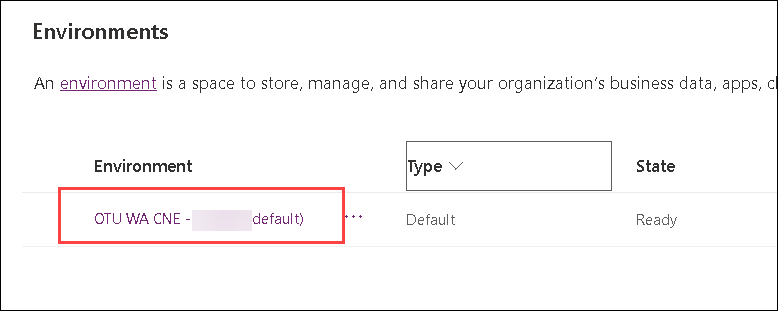 Environments
An environment is a space to store, manage, and share your organization's business data, apps,
Environment Type State
OTU WA CNE - default) ··· Default Ready